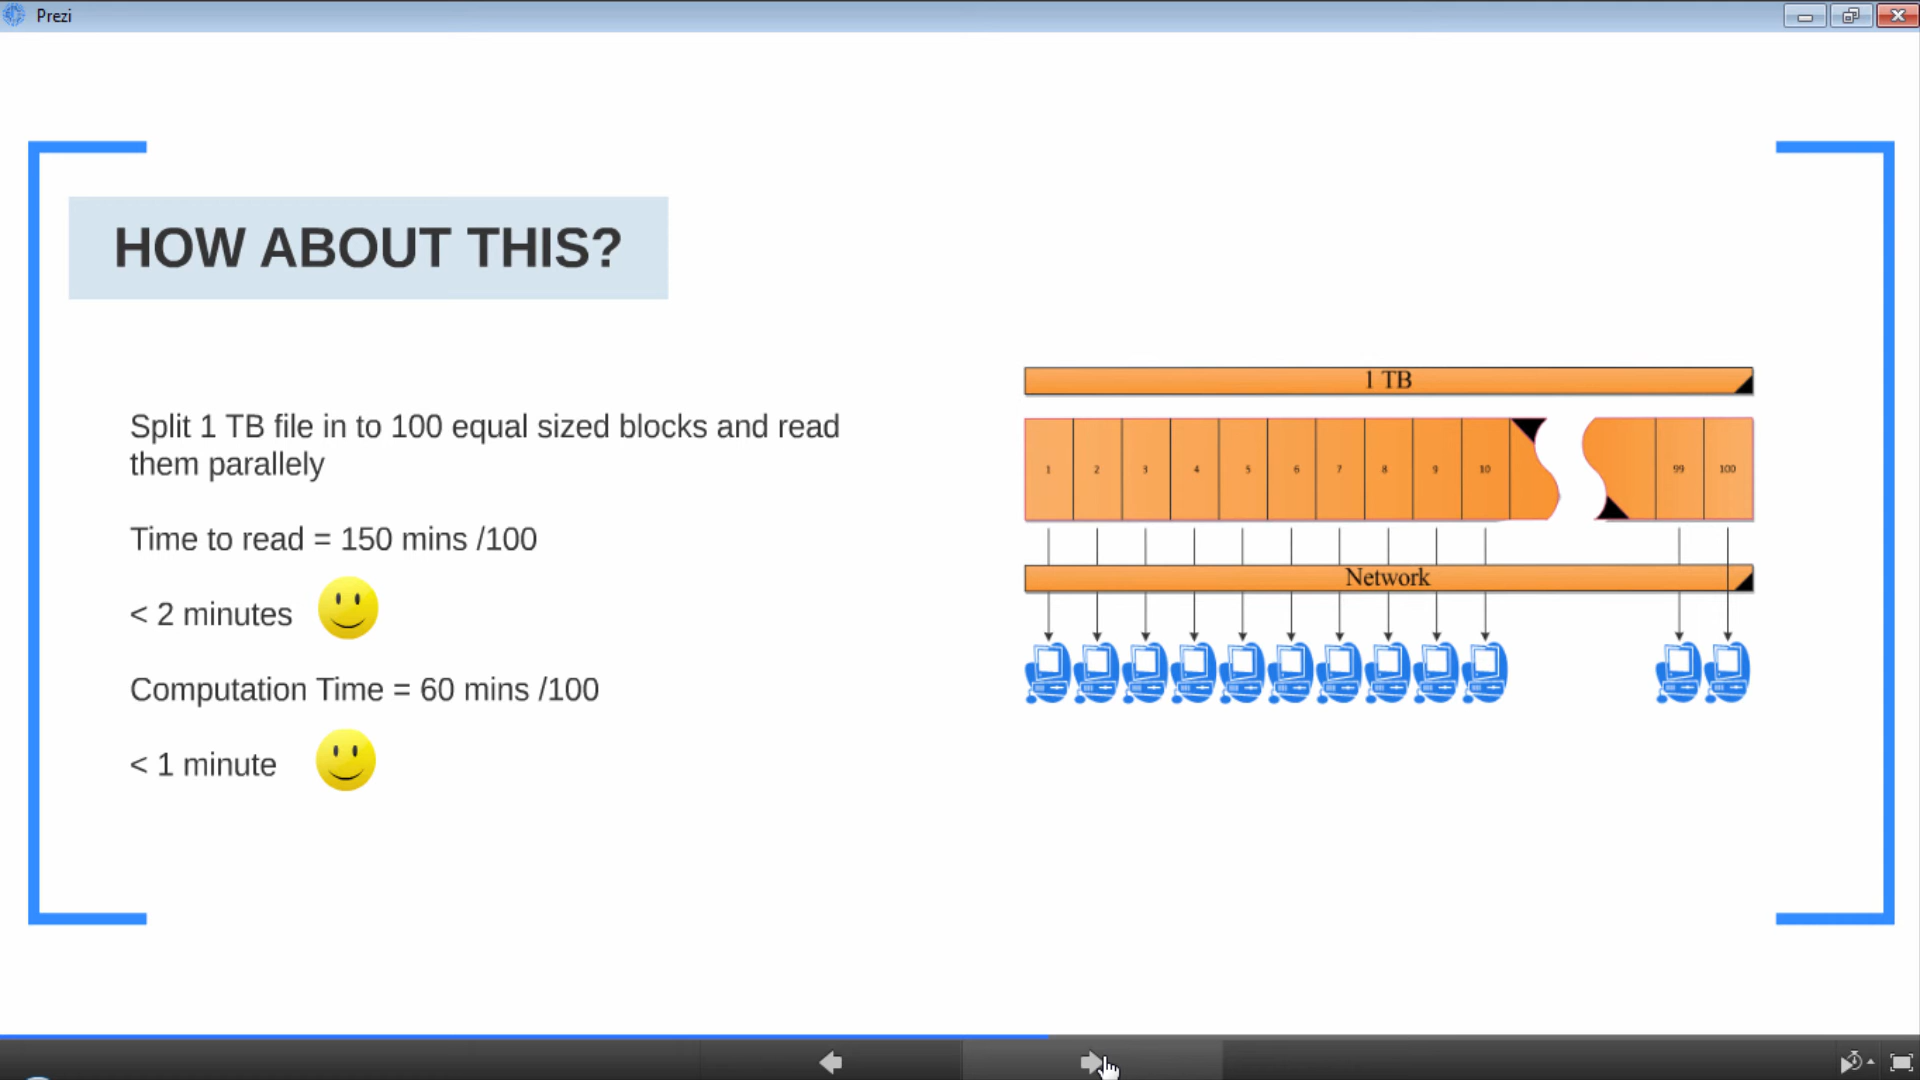 Prezi
HOW ABOUT THIS?
Split 1 TB file in to 100 equal sized blocks and read
them parallely
Time to read = 150 mins /100
< 2 minutes
Computation Time = 60 mins /100
< 1 minute
1 TB
1 2 3 4 5 6 7 8 9 10 99 100
Network